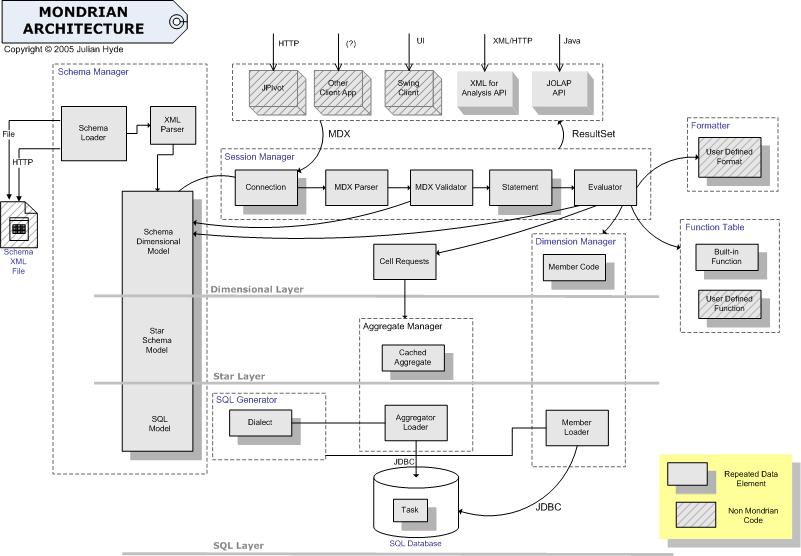 MONDRIAN
ARCHITECTURE
Copyright © 2005 Julian Hyde
HTTP
(?)
UI
XML/HTTP
Java
Schema Manager
JPivot
Other
Client App
Swing
Client
XML for
Analysis API
JOLAP
API
File
HTTP
Schema
Loader
XML
Parser
MDX
ResultSet
Formatter
User Defined
Format
Session Manager
Connection
MDX Parser
MDX Validator
Statement
Evaluator
Schema
XML
File
Schema
Dimensional
Model
Cell Requests
Dimension Manager
Member Code
Function Table
Built-in
Function
User Defined
Function
Dimensional Layer
Star
Schema
Model
Aggregate Manager
Cached
Aggregate
Star Layer
SQL Generator
SQL
Model
Dialect
Aggregator
Loader
Member
Loader
JDBC
JDBC
Task
SQL Database
Repeated Data
Element
Non Mondrian
Code
SQL Layer